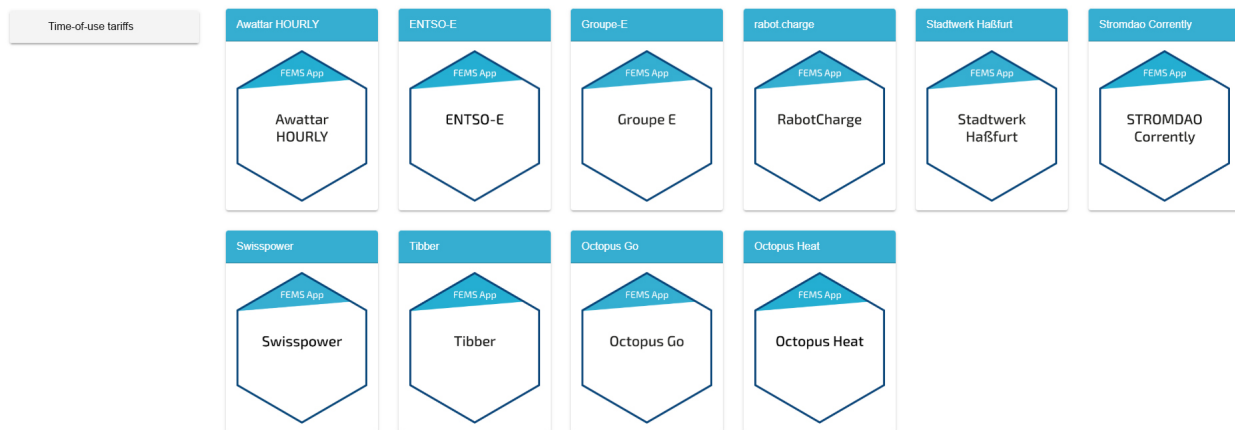 Time-of-use tariffs
Awattar HOURLY
FEMS App
Awattar
HOURLY
ENTSO-E
FEMS App
ENTSO-E
Groupe-E
FEMS App
Groupe E
rabot.charge
FEMS App
RabotCharge
Stadtwerk Haßfurt
FEMS App
Stadtwerk
Haßfurt
Stromdao Corrently
FEMS App
STROMDAO
Corrently
Swisspower
FEMS App
Swisspower
Tibber
FEMS App
Tibber
Octopus Go
FEMS App
Octopus Go
Octopus Heat
FEMS App
Octopus Heat